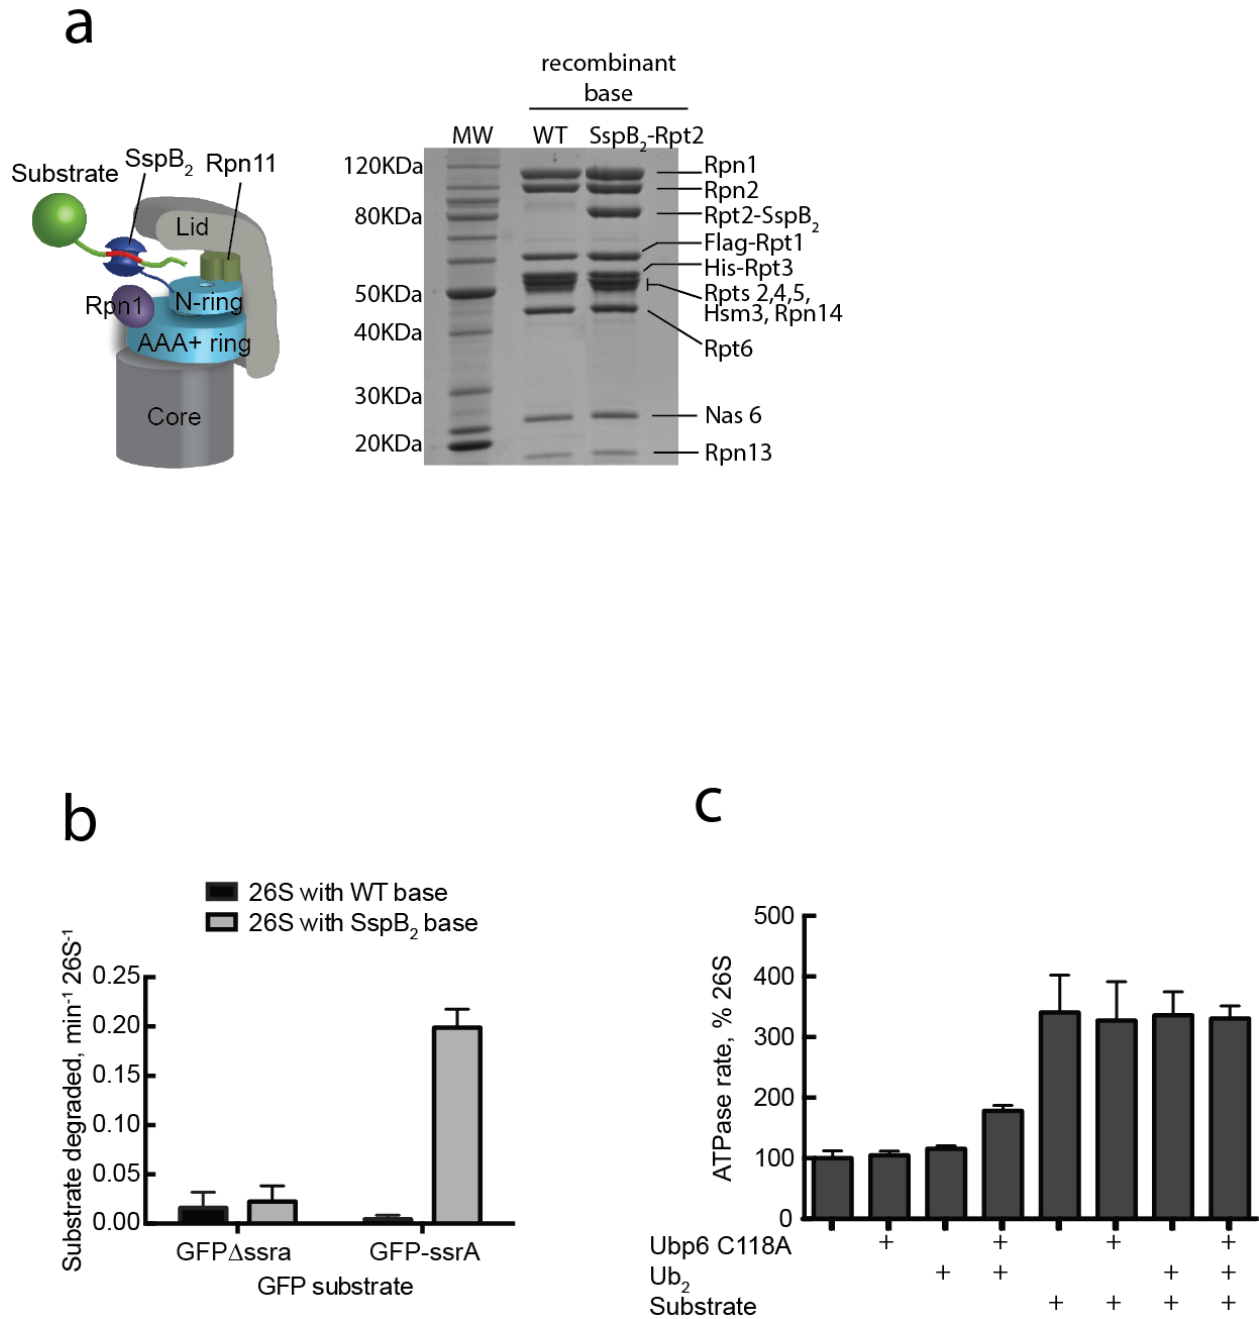 a
recombinant
base
MW WT SspB2-Rpt2
Substrate SspB2 Rpn11
Lid
Rpn1 N-ring
AAA+ ring
Core
120KDa
80KDa
50KDa
40KDa
30KDa
20KDa
Rpn1
Rpn2
Rpt2-SspB2
Flag-Rpt1
His-Rpt3
Rpts 2,4,5,
Hsm3, Rpn14
Rpt6
Nas 6
Rpn13
b
26S with WT base
26S with SspB2 base
Substrate degraded, min-1 26S-1
0.25
0.20
0.15
0.10
0.05
0.00
GFPΔssra GFP-ssrA
GFP substrate
c
ATPase rate, % 26S
500
400
300
200
100
0
Ubp6 C118A + + + +
Ub2 + + + +
Substrate + + + +